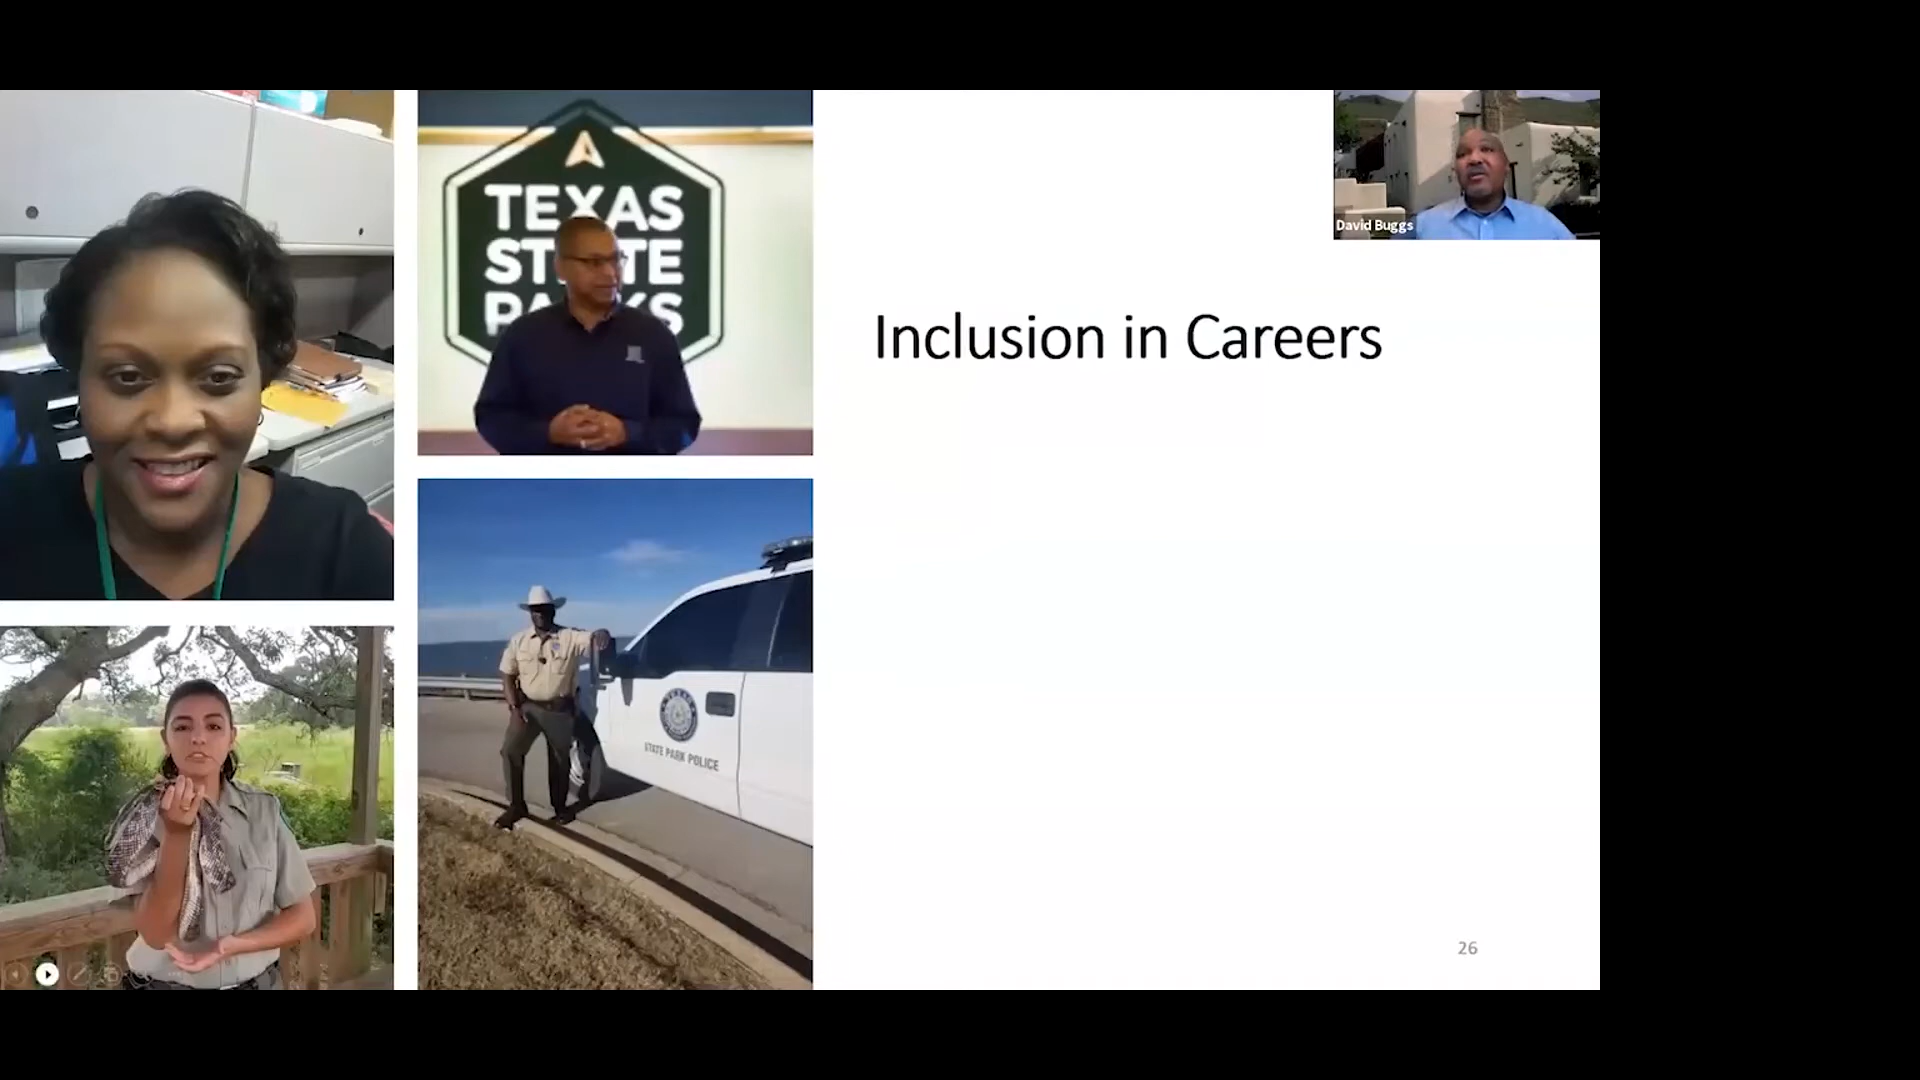 TEXAS
STATE
PARKS
David Buggs
Inclusion in Careers
STATE PARK POLICE
26